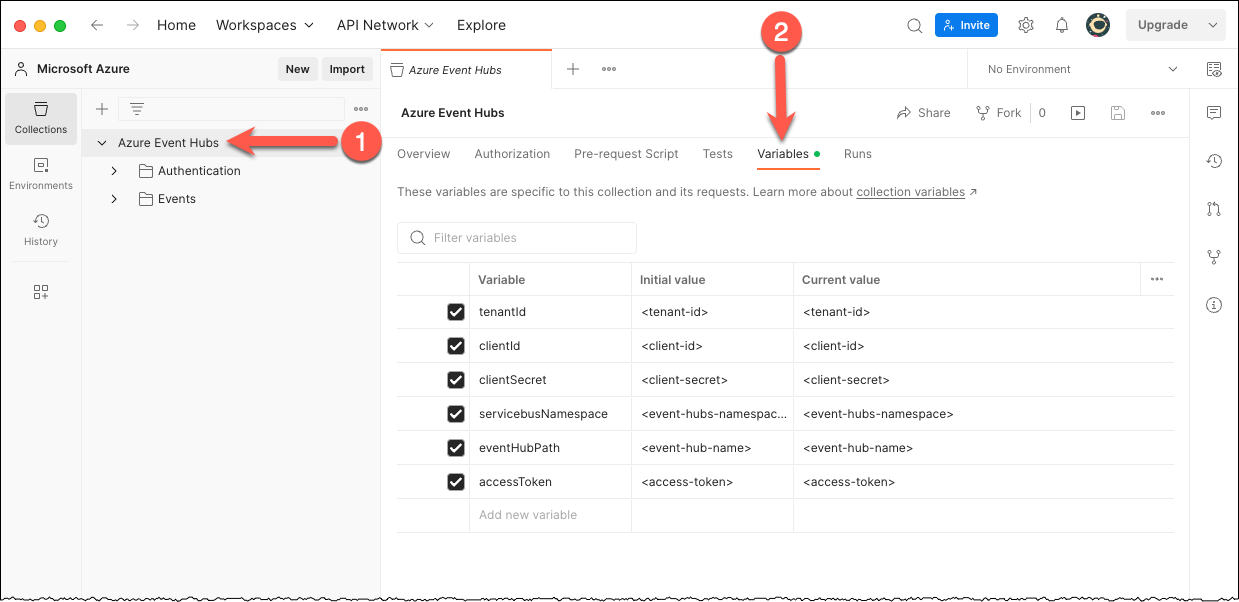 Home Workspaces API Network Explore Invite Upgrade
2
Microsoft Azure New Import
Azure Event Hubs No Environment
Azure Event Hubs Share Fork 0
Collections
Environments
History
Azure Event Hubs 1
Authentication
Events
Overview Authorization Pre-request Script Tests Variables Runs
These variables are specific to this collection and its requests. Learn more about collection variables ↗
Filter variables
Variable Initial value Current value
tenantId <tenant-id> <tenant-id>
clientId <client-id> <client-id>
clientSecret <client-secret> <client-secret>
servicebusNamespace <event-hubs-namespac... <event-hubs-namespace>
eventHubPath <event-hub-name> <event-hub-name>
accessToken <access-token> <access-token>
Add new variable